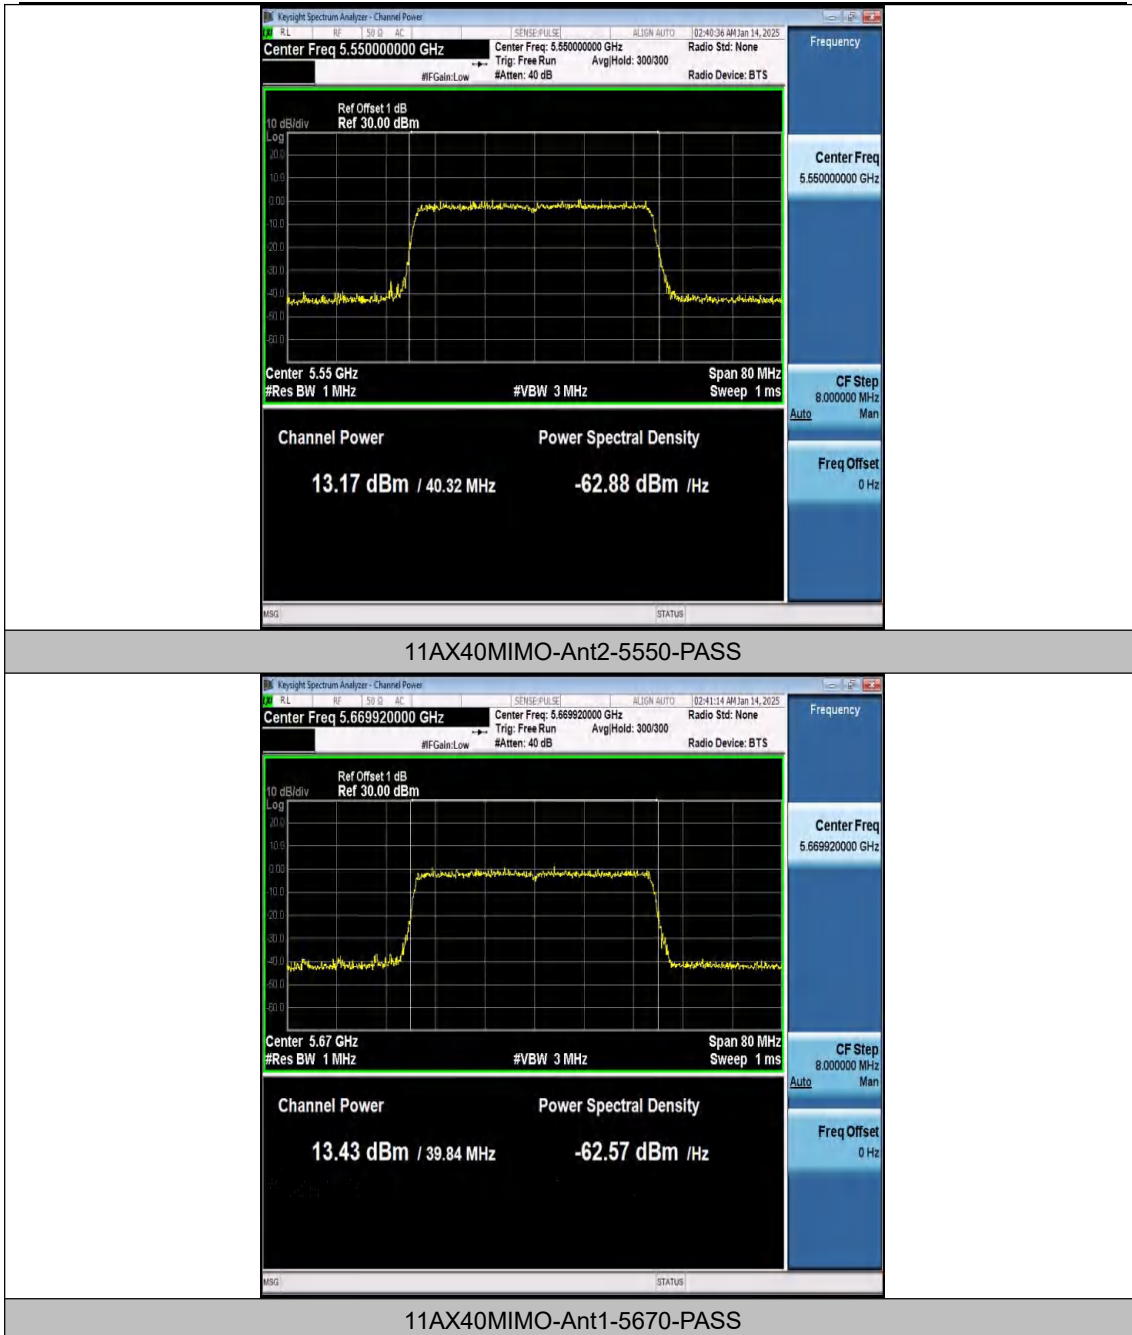 Keysight Spectrum Analyzer - Channel Power
RL RF 50 Ω AC SENSE:PULSE ALIGN AUTO 02:40:36 AM Jan 14, 2025
Center Freq 5.550000000 GHz Center Freq: 5.550000000 GHz Radio Std: None Frequency
Trig: Free Run Avg|Hold: 300/300
#IFGain:Low #Atten: 40 dB Radio Device: BTS
Ref Offset 1 dB
10 dB/div Ref 30.00 dBm
Log
20.0
10.0
0.00
-10.0
-20.0
-30.0
-40.0
-50.0
-60.0
Center Freq
5.550000000 GHz
Center 5.55 GHz Span 80 MHz
#Res BW 1 MHz #VBW 3 MHz Sweep 1 ms
CF Step
8.000000 MHz
Auto Man
Channel Power Power Spectral Density
13.17 dBm / 40.32 MHz -62.88 dBm /Hz
Freq Offset
0 Hz
MSG STATUS
11AX40MIMO-Ant2-5550-PASS
Keysight Spectrum Analyzer - Channel Power
RL RF 50 Ω AC SENSE:PULSE ALIGN AUTO 02:41:14 AM Jan 14, 2025
Center Freq 5.669920000 GHz Center Freq: 5.669920000 GHz Radio Std: None Frequency
Trig: Free Run Avg|Hold: 300/300
#IFGain:Low #Atten: 40 dB Radio Device: BTS
Ref Offset 1 dB
10 dB/div Ref 30.00 dBm
Log
20.0
10.0
0.00
-10.0
-20.0
-30.0
-40.0
-50.0
-60.0
Center Freq
5.669920000 GHz
Center 5.67 GHz Span 80 MHz
#Res BW 1 MHz #VBW 3 MHz Sweep 1 ms
CF Step
8.000000 MHz
Auto Man
Channel Power Power Spectral Density
13.43 dBm / 39.84 MHz -62.57 dBm /Hz
Freq Offset
0 Hz
MSG STATUS
11AX40MIMO-Ant1-5670-PASS